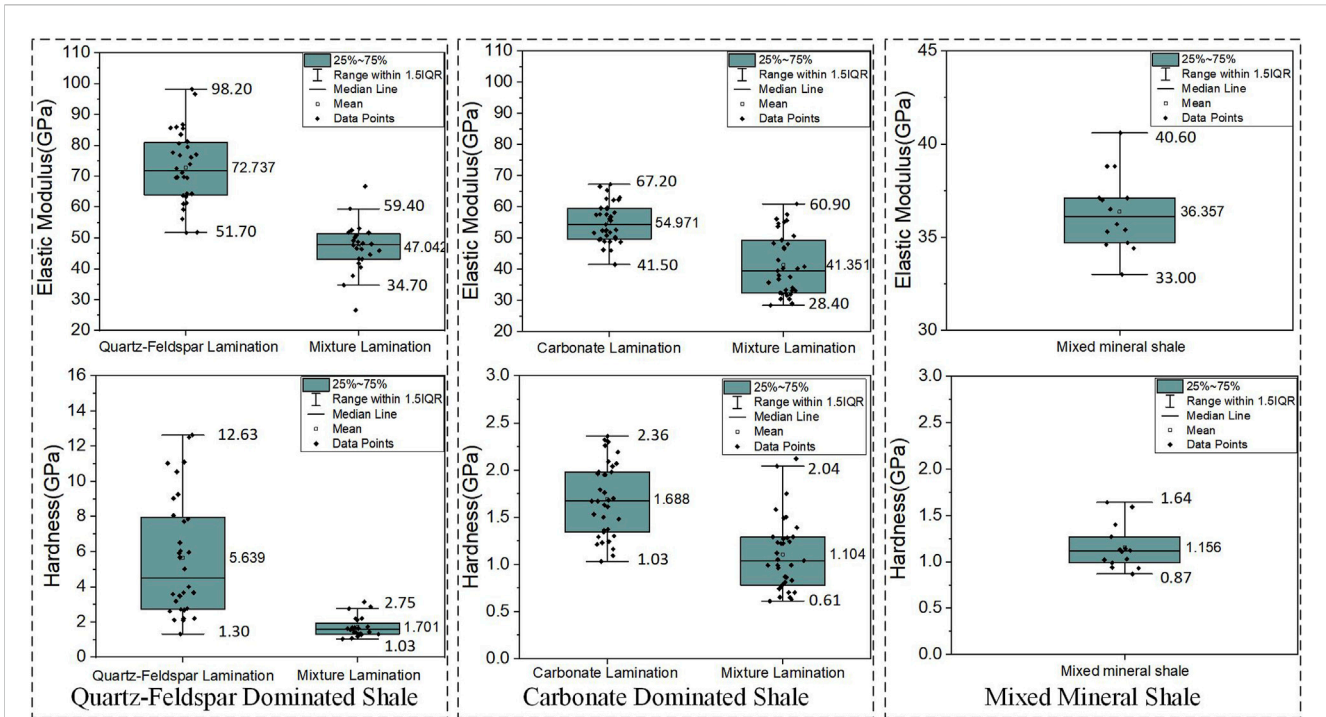 110
100
90
80
70
60
50
40
30
20
Elastic Modulus(GPa)
25%~75%
Range within 1.5IQR
Median Line
Mean
Data Points
98.20
72.737
51.70
59.40
47.042
34.70
Quartz-Feldspar Lamination
Mixture Lamination
110
100
90
80
70
60
50
40
30
20
Elastic Modulus(GPa)
25%~75%
Range within 1.5IQR
Median Line
Mean
Data Points
67.20
54.971
41.50
60.90
41.351
28.40
Carbonate Lamination
Mixture Lamination
45
40
35
30
Elastic Modulus(GPa)
25%~75%
Range within 1.5IQR
Median Line
Mean
Data Points
40.60
36.357
33.00
Mixed mineral shale
16
14
12
10
8
6
4
2
0
Hardness(GPa)
25%~75%
Range within 1.5IQR
Median Line
Mean
Data Points
12.63
5.639
1.30
2.75
1.701
1.03
Quartz-Feldspar Lamination
Mixture Lamination
Quartz-Feldspar Dominated Shale
3.0
2.5
2.0
1.5
1.0
0.5
0.0
Hardness(GPa)
25%~75%
Range within 1.5IQR
Median Line
Mean
Data Points
2.36
1.688
1.03
2.04
1.104
0.61
Carbonate Lamination
Mixture Lamination
Carbonate Dominated Shale
3.0
2.5
2.0
1.5
1.0
0.5
0.0
Hardness(GPa)
25%~75%
Range within 1.5IQR
Median Line
Mean
Data Points
1.64
1.156
0.87
Mixed mineral shale
Mixed Mineral Shale